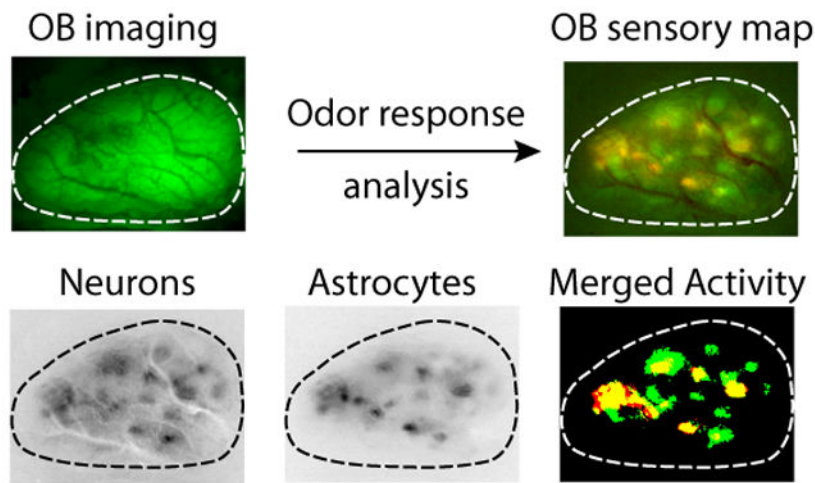 OB imaging
OB sensory map
Odor response
analysis
Neurons
Astrocytes
Merged Activity